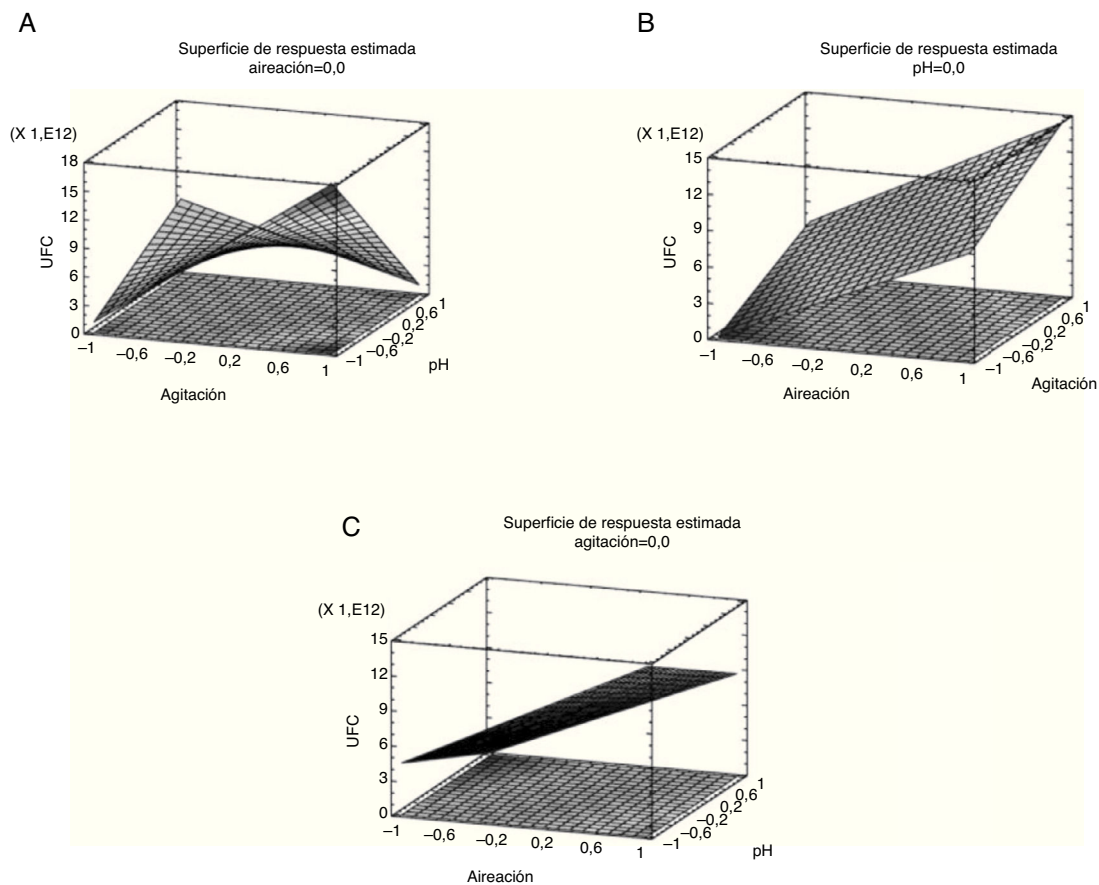 A
Superficie de respuesta estimada
aireación=0,0
(X 1,E12)
18
15
12
9
6
3
0
UFC
–1
–0,6
–0,2
0,2
0,6
1
Agitación
–1
–0,6
–0,2
0,2
0,6
1
pH
B
Superficie de respuesta estimada
pH=0,0
(X 1,E12)
15
12
9
6
3
0
UFC
–1
–0,6
–0,2
0,2
0,6
1
Aireación
–1
–0,6
–0,2
0,2
0,6
1
Agitación
C
Superficie de respuesta estimada
agitación=0,0
(X 1,E12)
15
12
9
6
3
0
UFC
–1
–0,6
–0,2
0,2
0,6
1
Aireación
–1
–0,6
–0,2
0,2
0,6
1
pH